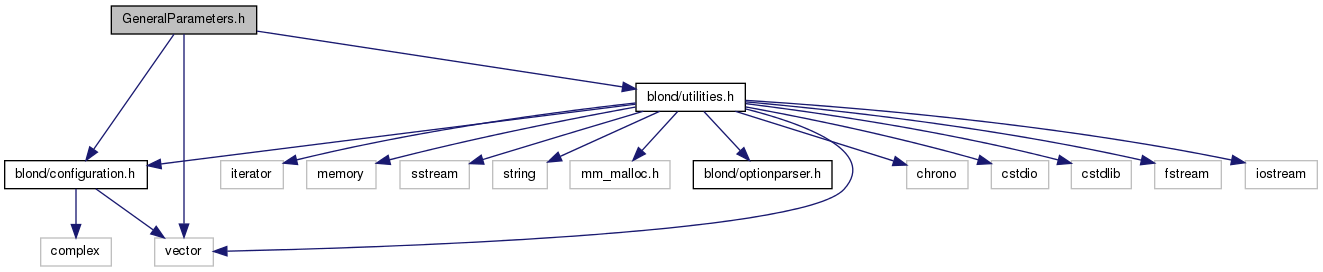 GeneralParameters.h
blond/utilities.h
blond/configuration.h
iterator
memory
sstream
string
mm_malloc.h
blond/optionparser.h
chrono
cstdio
cstdlib
fstream
iostream
complex
vector